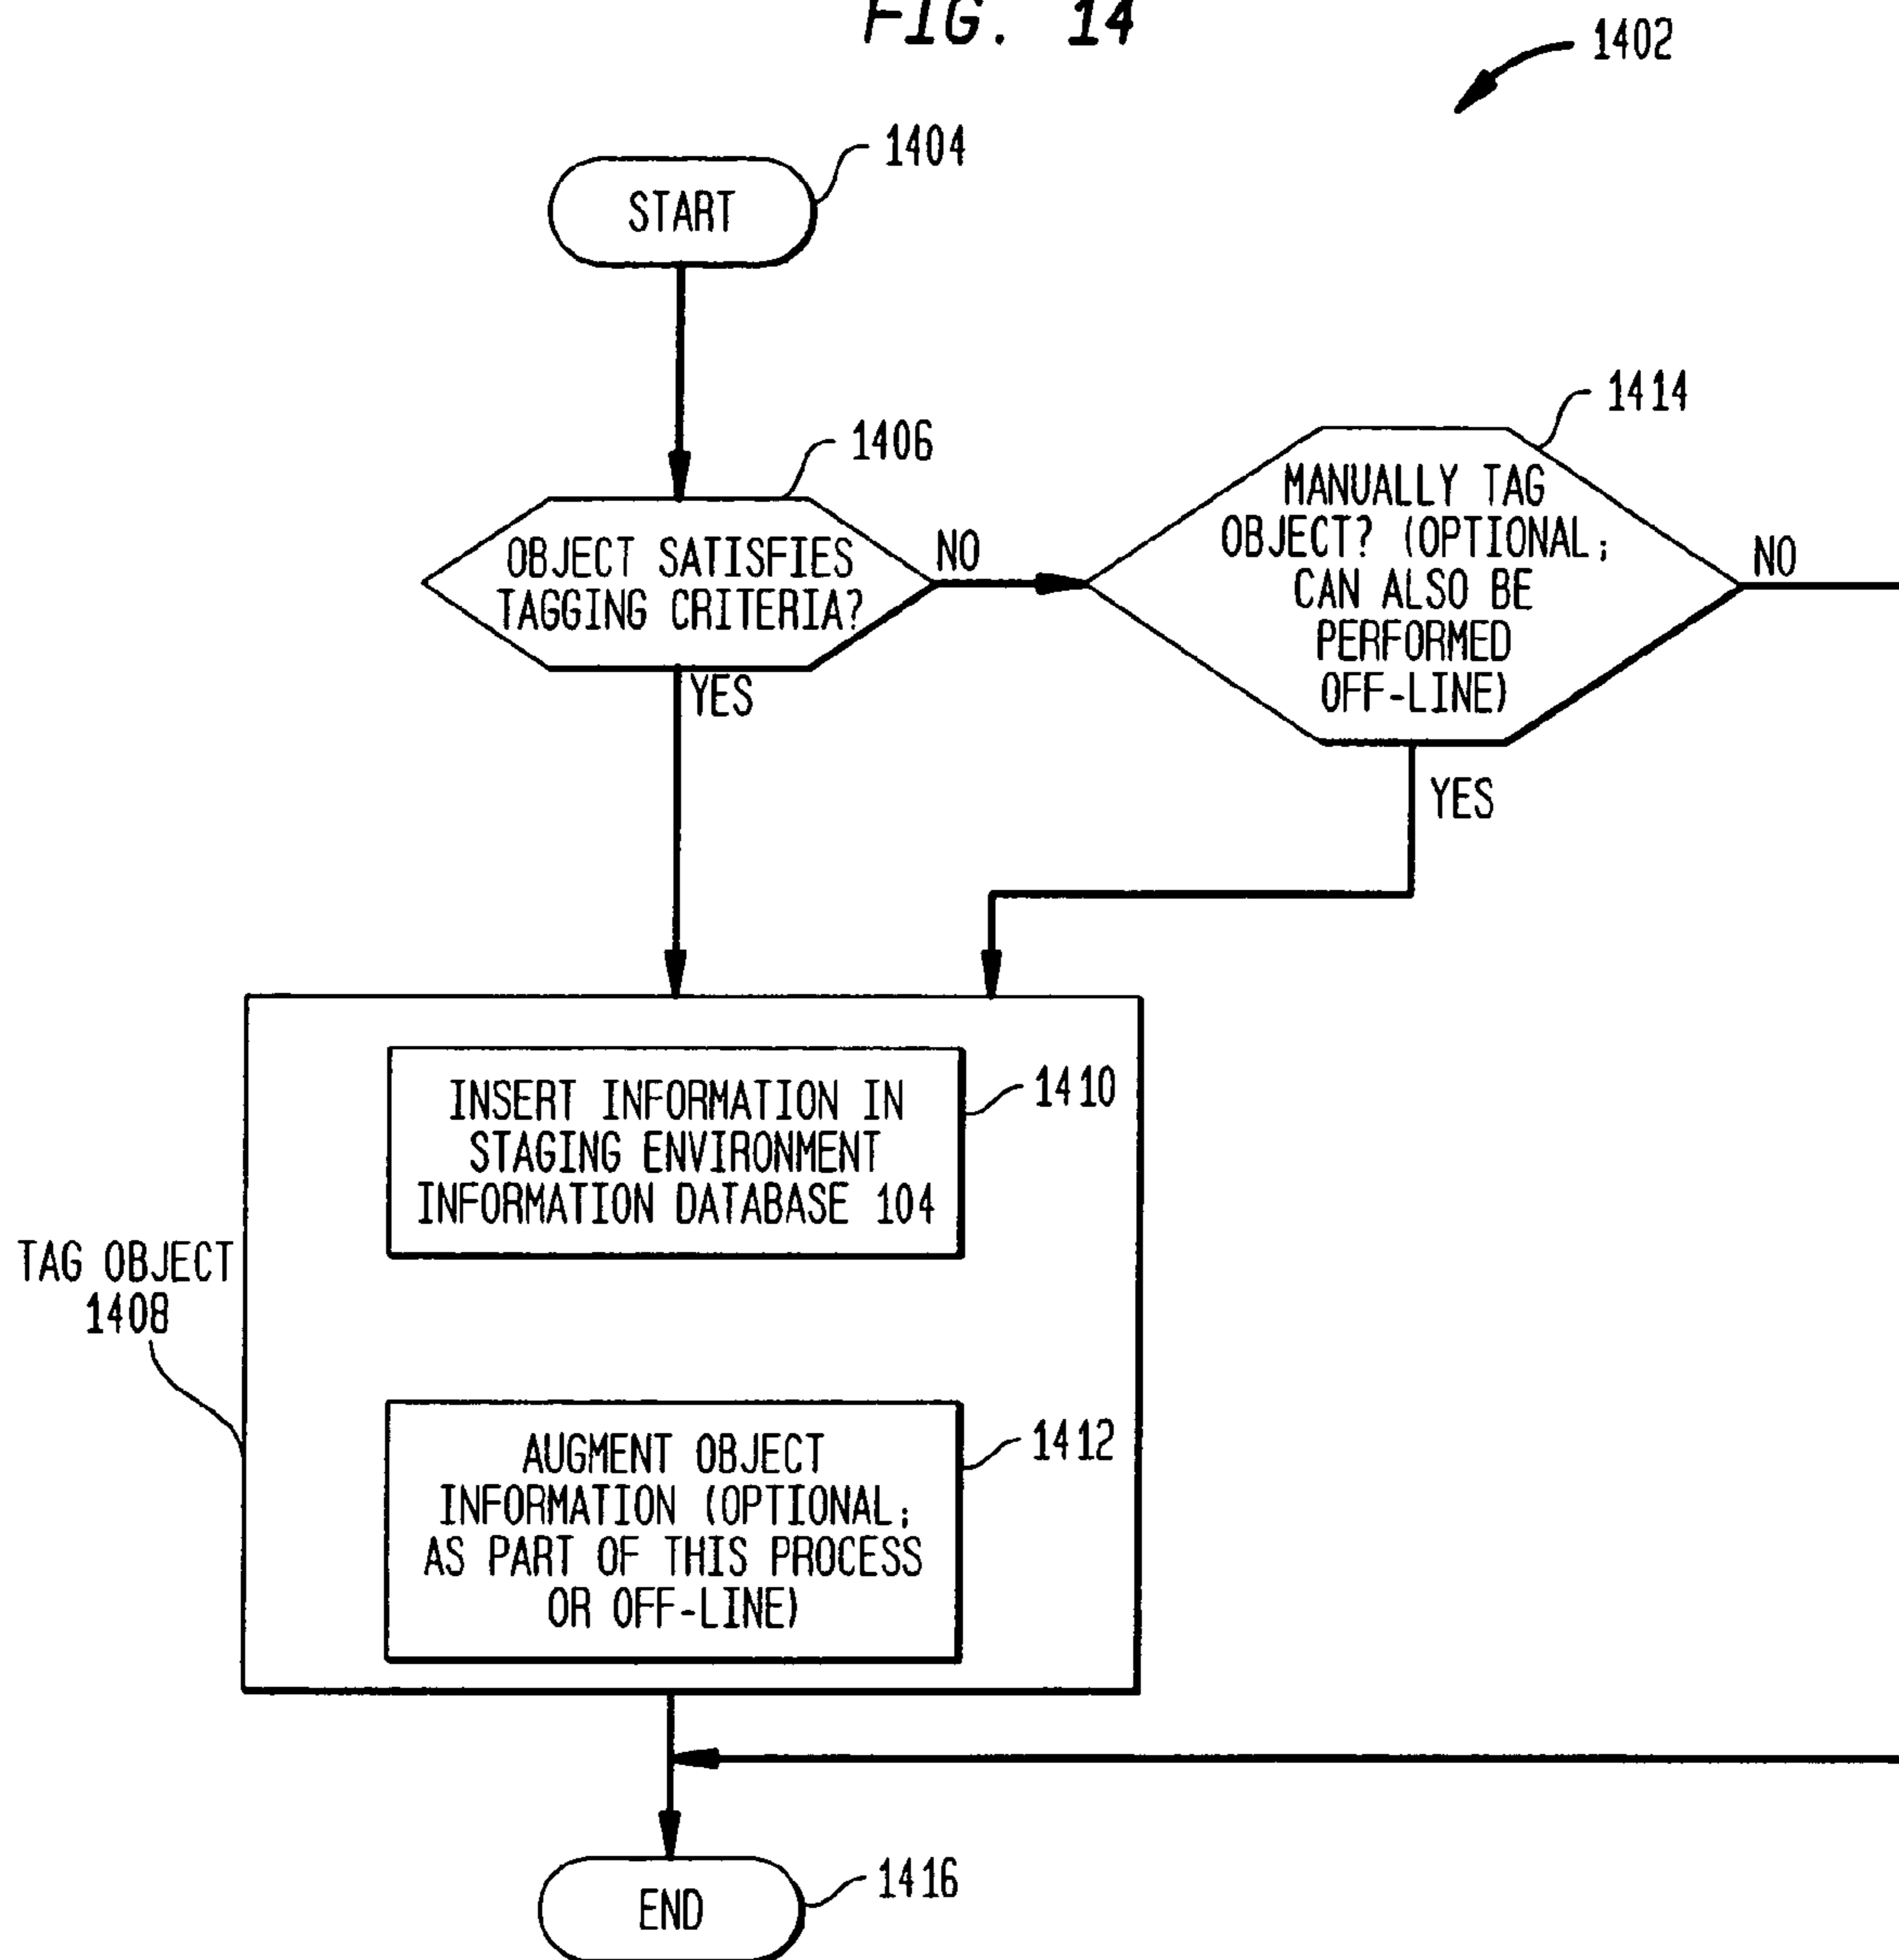 FIG. 14
1402
1404
START
1406
1414
OBJECT SATISFIES
TAGGING CRITERIA?
NO
MANUALLY TAG
OBJECT? (OPTIONAL;
CAN ALSO BE
PERFORMED
OFF-LINE)
NO
YES
YES
INSERT INFORMATION IN
STAGING ENVIRONMENT
INFORMATION DATABASE 104
1410
TAG OBJECT
1408
AUGMENT OBJECT
INFORMATION (OPTIONAL;
AS PART OF THIS PROCESS
OR OFF-LINE)
1412
END
1416